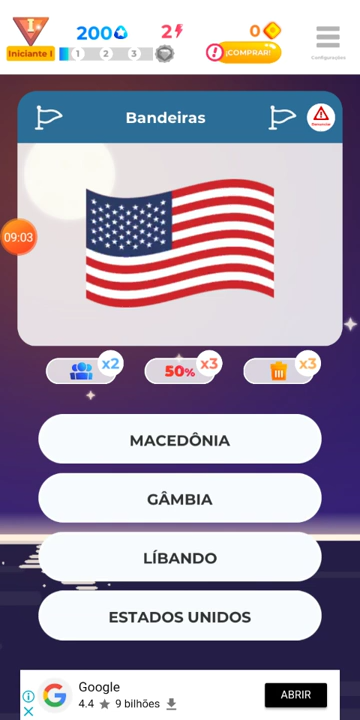 I
200
2
0
Iniciante I
1
2
3
¡COMPRAR!
Configurações
Bandeiras
09:03
x2
50%
x3
x3
MACEDÔNIA
GÂMBIA
LÍBANDO
ESTADOS UNIDOS
Google
4.4 ★ 9 bilhões
ABRIR